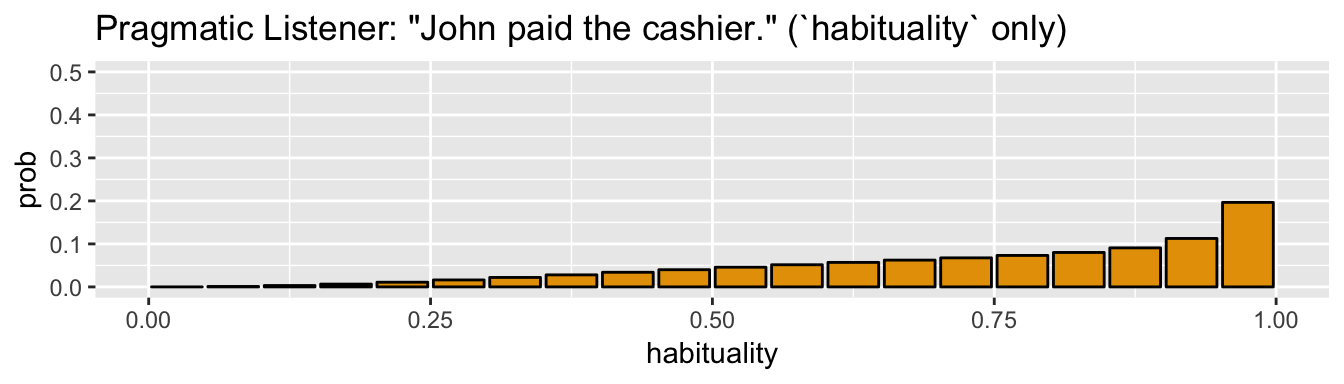 Pragmatic Listener: "John paid the cashier." (`habituality` only)
0.5
0.4
0.3
0.2
0.1
0.0
prob
0.00 0.25 0.50 0.75 1.00
habituality